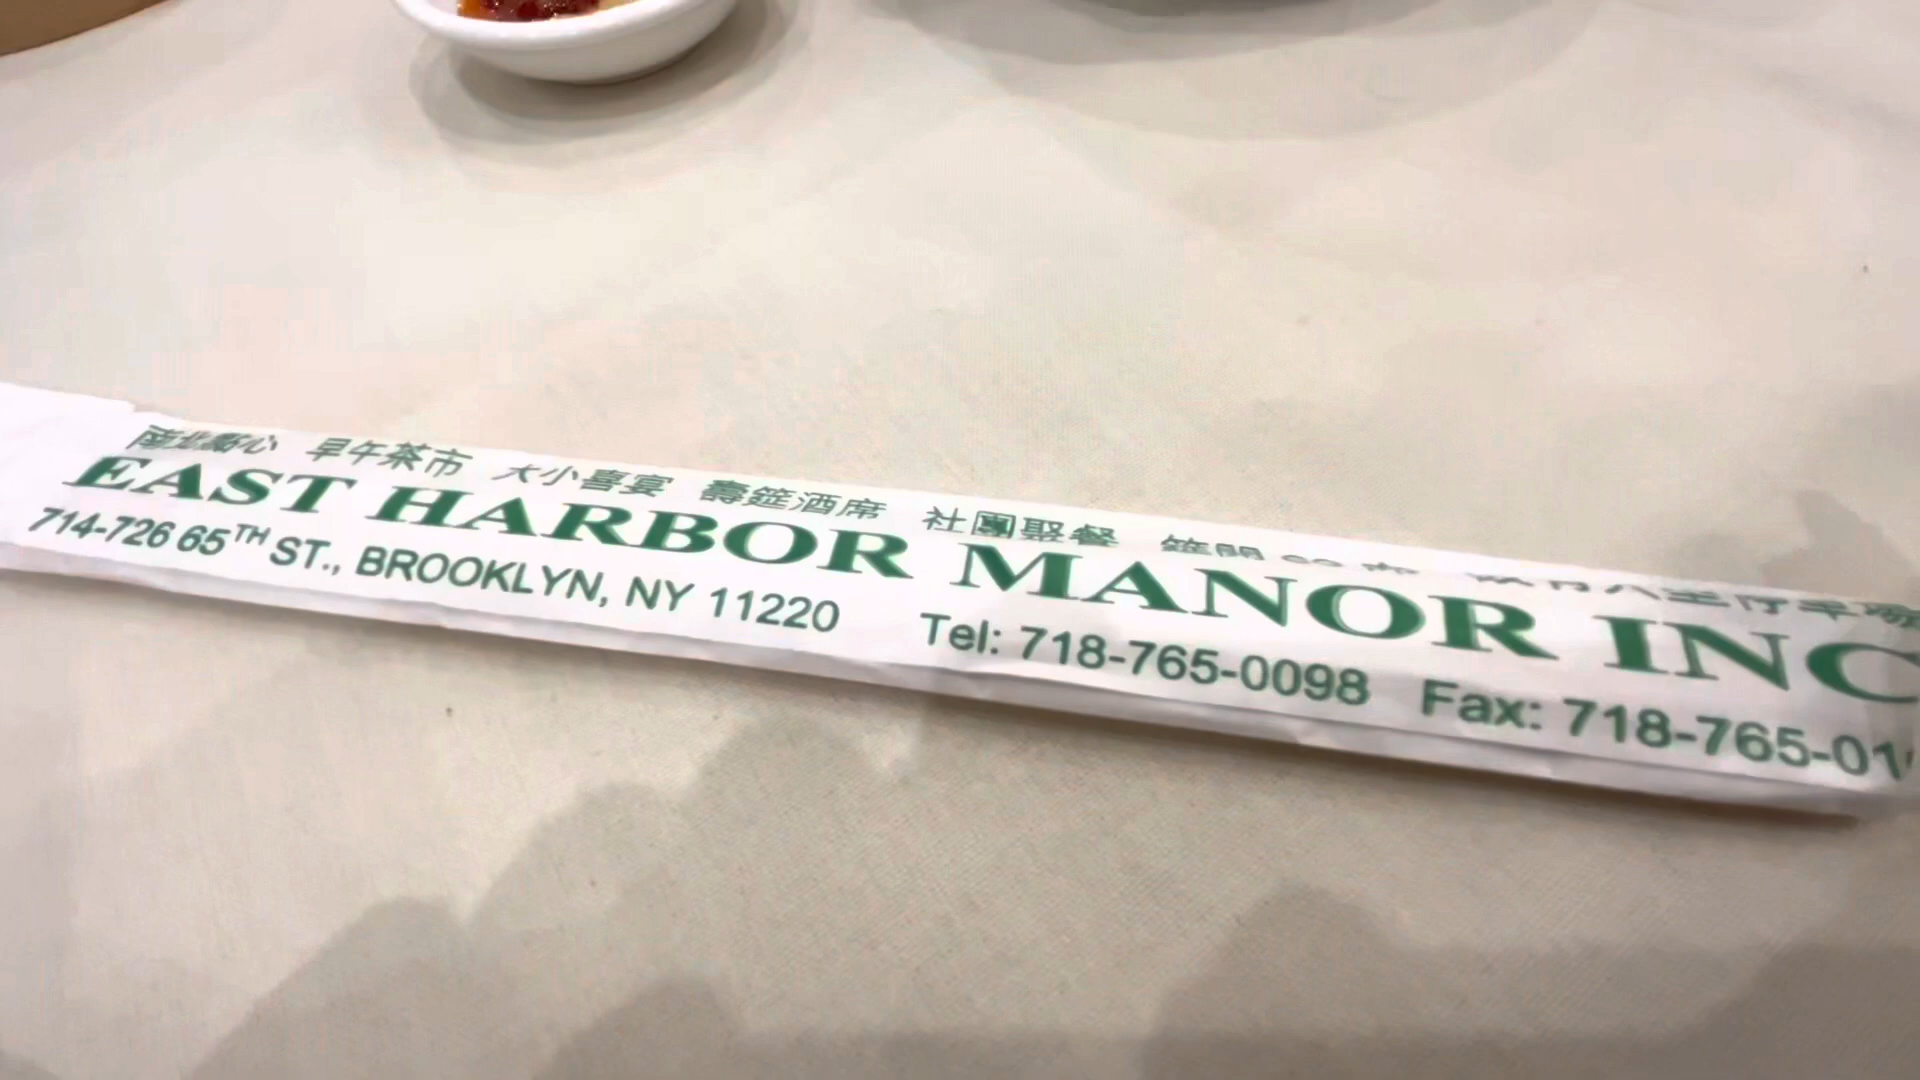 南北點心 早午茶市 大小喜宴 壽筵酒席 社團聚餐 筵開
EAST HARBOR MANOR INC
714-726 65TH ST., BROOKLYN, NY 11220 Tel: 718-765-0098 Fax: 718-765-01